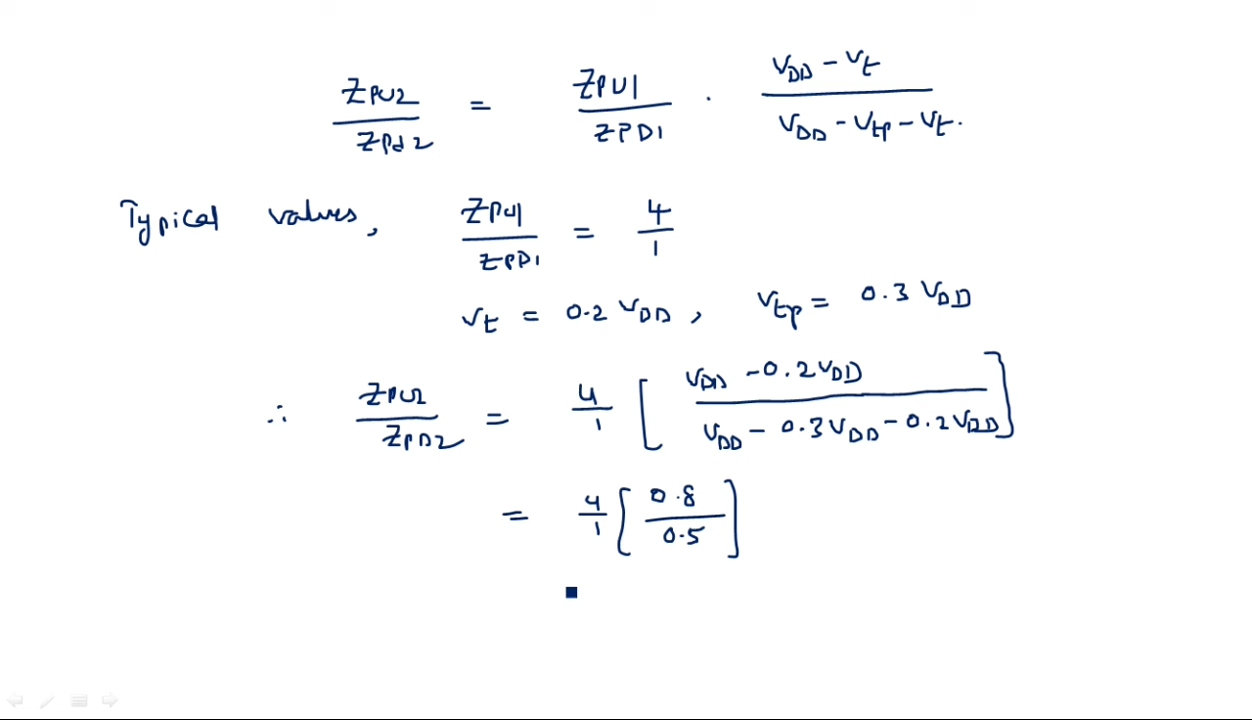 ZPU2 / ZPd2 = ZPU1 / ZPD1 . VDD - Vt / VDD - Vtp - Vt.
Typical values, ZPU1 / ZPD1 = 4 / 1
Vt = 0.2 VDD, Vtp = 0.3 VDD
∴ ZPU2 / ZPD2 = 4 / 1 [ VDD - 0.2VDD / VDD - 0.3VDD - 0.2VDD ]
= 4 / 1 [ 0.8 / 0.5 ]